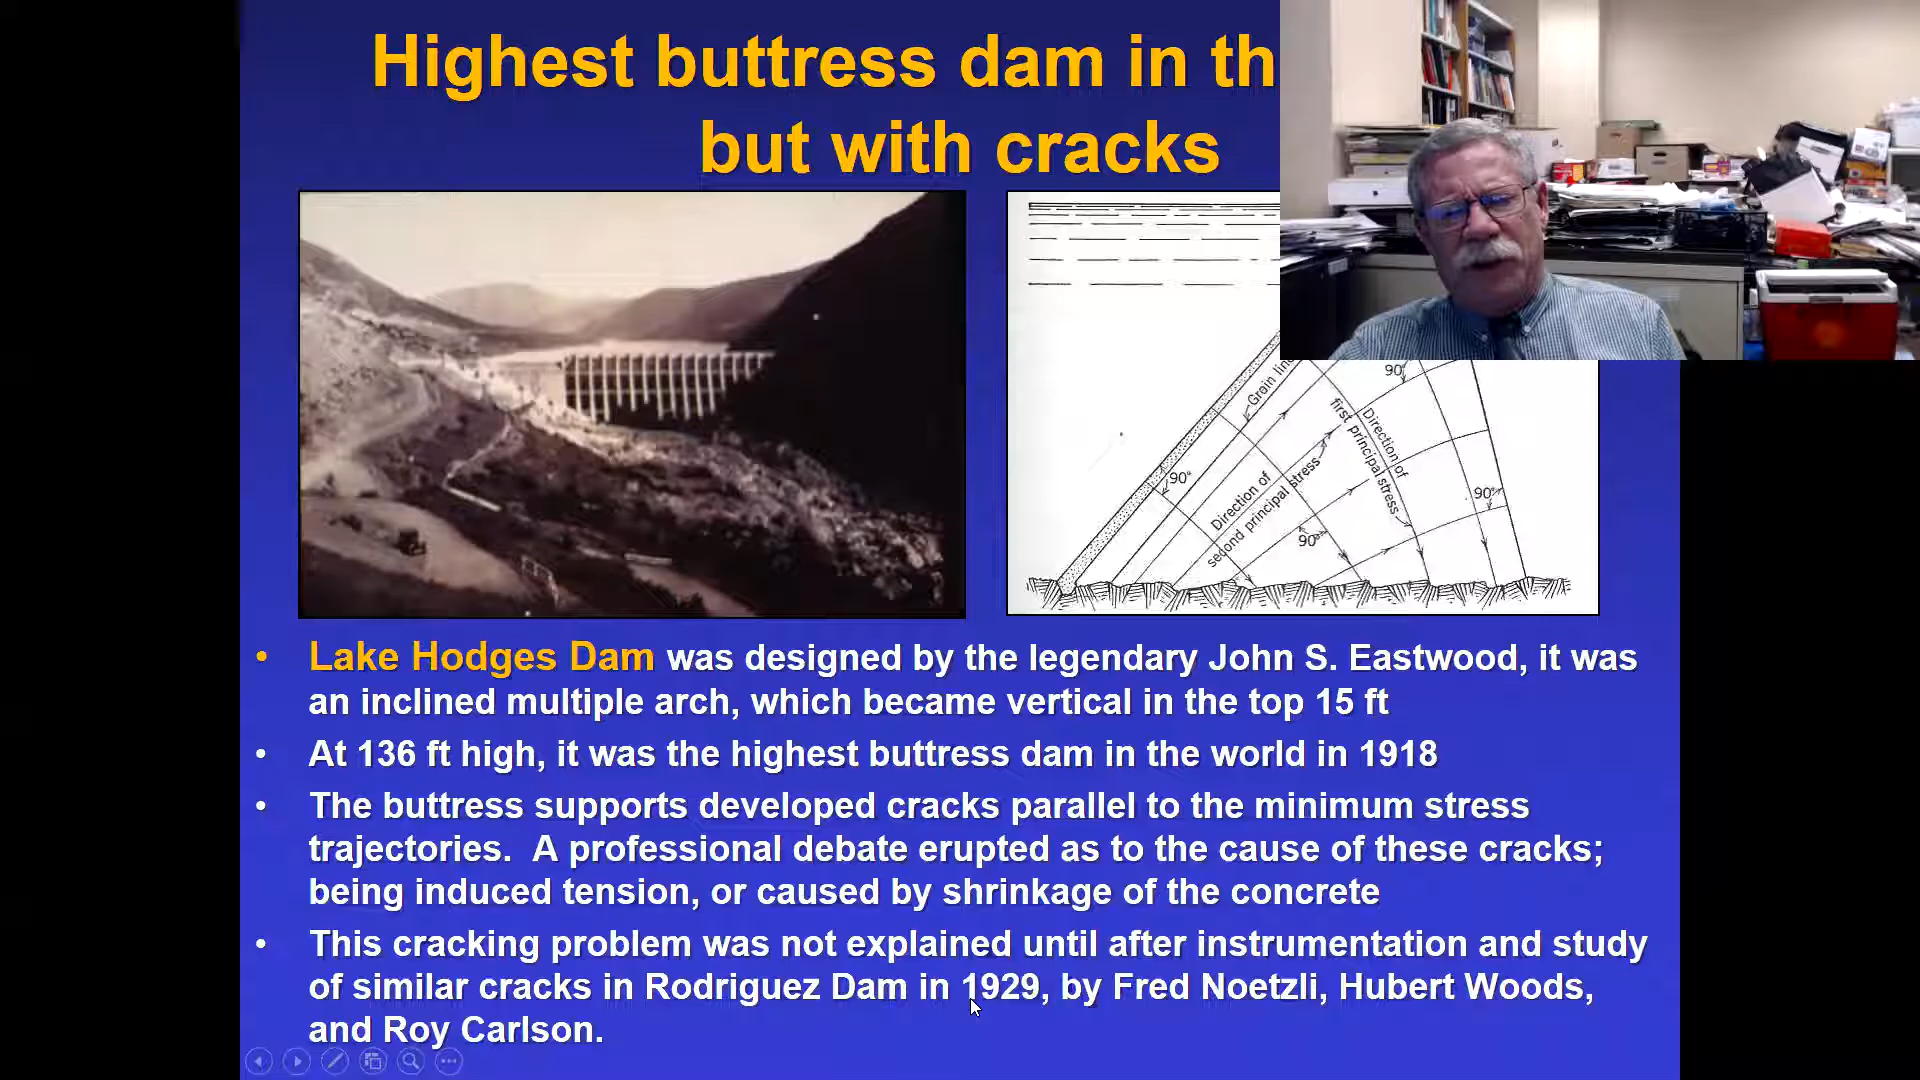 Highest buttress dam in th
but with cracks
Grain
90°
90
Direction of
first principal stress
Direction of
second principal stress
90°
90°
• Lake Hodges Dam was designed by the legendary John S. Eastwood, it was
an inclined multiple arch, which became vertical in the top 15 ft
• At 136 ft high, it was the highest buttress dam in the world in 1918
• The buttress supports developed cracks parallel to the minimum stress
trajectories. A professional debate erupted as to the cause of these cracks;
being induced tension, or caused by shrinkage of the concrete
• This cracking problem was not explained until after instrumentation and study
of similar cracks in Rodriguez Dam in 1929, by Fred Noetzli, Hubert Woods,
and Roy Carlson.